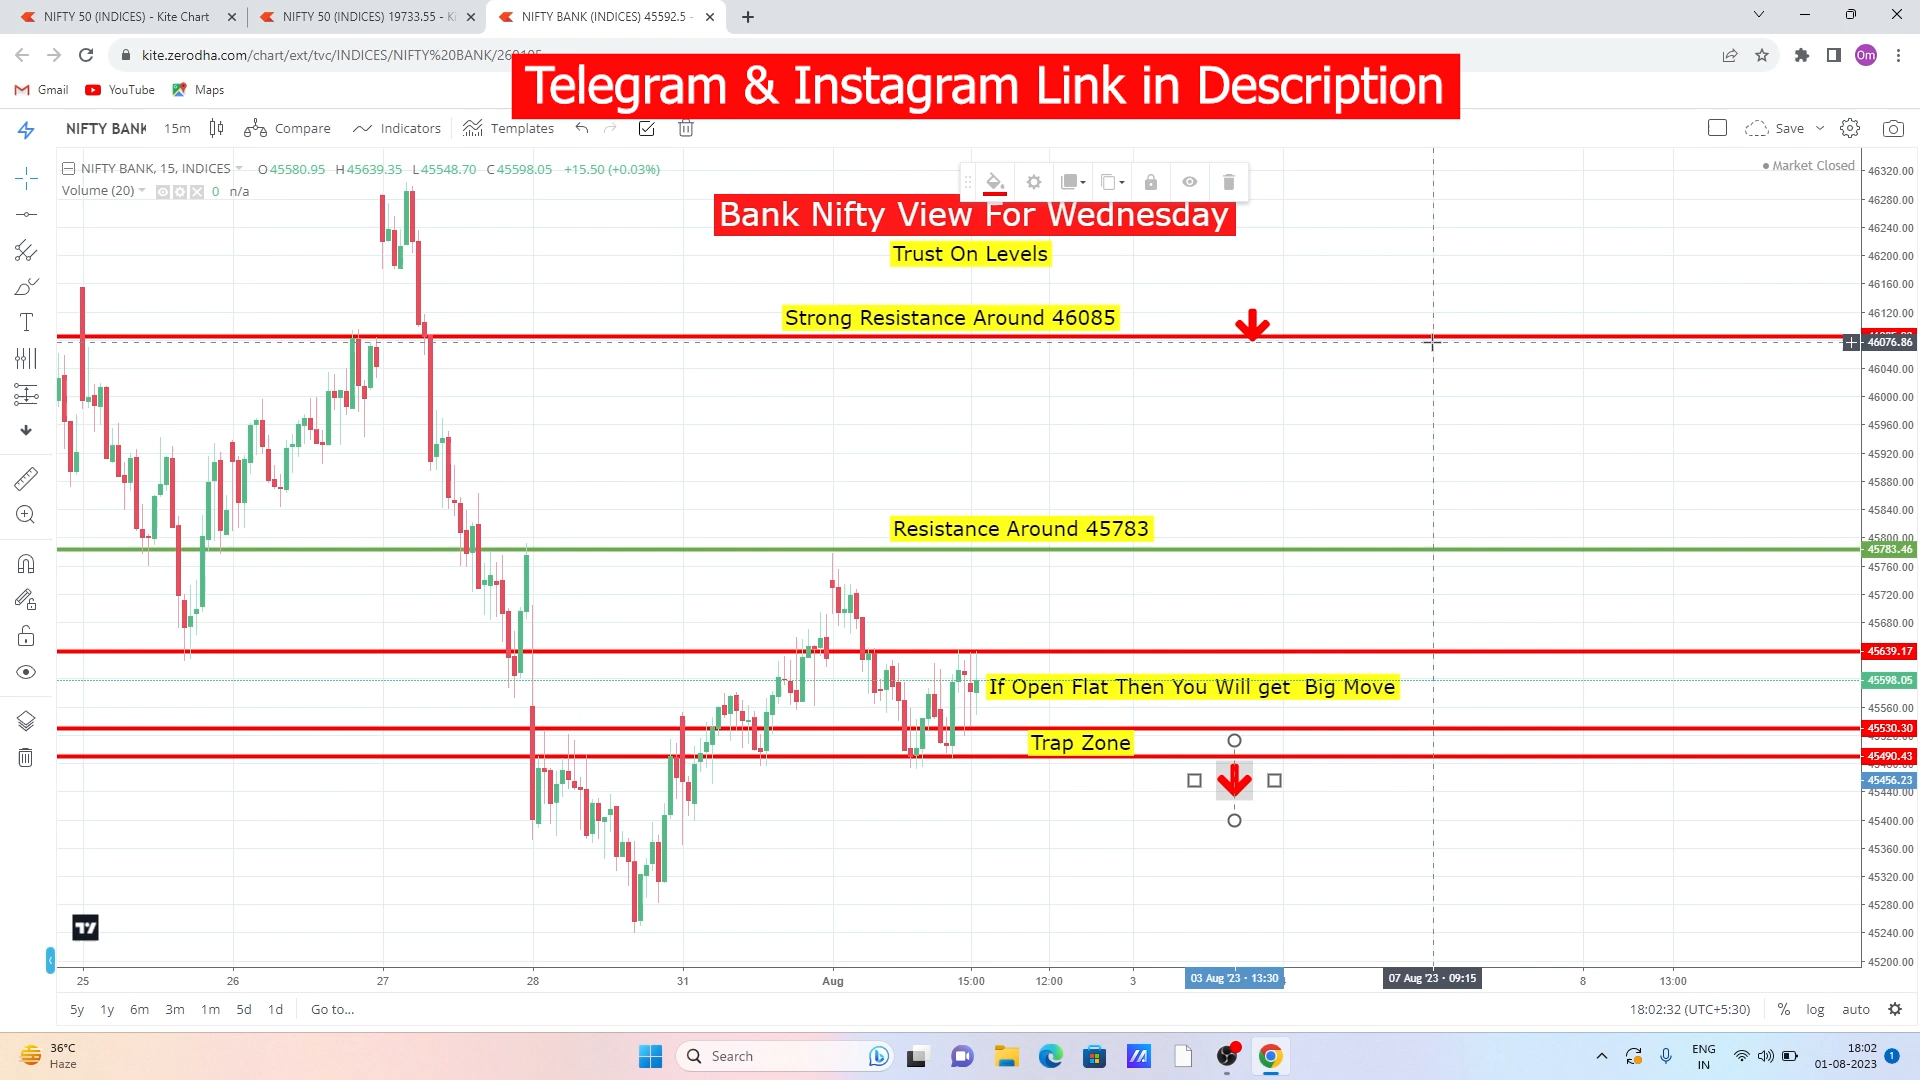 NIFTY 50 (INDICES) - Kite Chart
NIFTY 50 (INDICES) 19733.55 - Ki
NIFTY BANK (INDICES) 45592.5 -
kite.zerodha.com/chart/ext/tvc/INDICES/NIFTY%20BANK/260105
Om
Gmail
YouTube
Maps
Telegram & Instagram Link in Description
NIFTY BANK
15m
Compare
Indicators
Templates
Save
NIFTY BANK, 15, INDICES
O45580.95 H45639.35 L45548.70 C45598.05 +15.50 (+0.03%)
Market Closed
Volume (20)
0 n/a
Bank Nifty View For Wednesday
Trust On Levels
Strong Resistance Around 46085
Resistance Around 45783
If Open Flat Then You Will get Big Move
Trap Zone
46320.00
46280.00
46240.00
46200.00
46160.00
46120.00
46076.86
46040.00
46000.00
45960.00
45920.00
45880.00
45840.00
45800.00
45783.46
45760.00
45720.00
45680.00
45639.17
45598.05
45560.00
45530.30
45490.43
45456.23
45440.00
45400.00
45360.00
45320.00
45280.00
45240.00
45200.00
25
26
27
28
31
Aug
15:00
12:00
3
03 Aug '23 · 13:30
07 Aug '23 · 09:15
8
13:00
5y 1y 6m 3m 1m 5d 1d Go to...
18:02:32 (UTC+5:30)
% log auto
36°C
Haze
Search
ENG
IN
18:02
01-08-2023
1